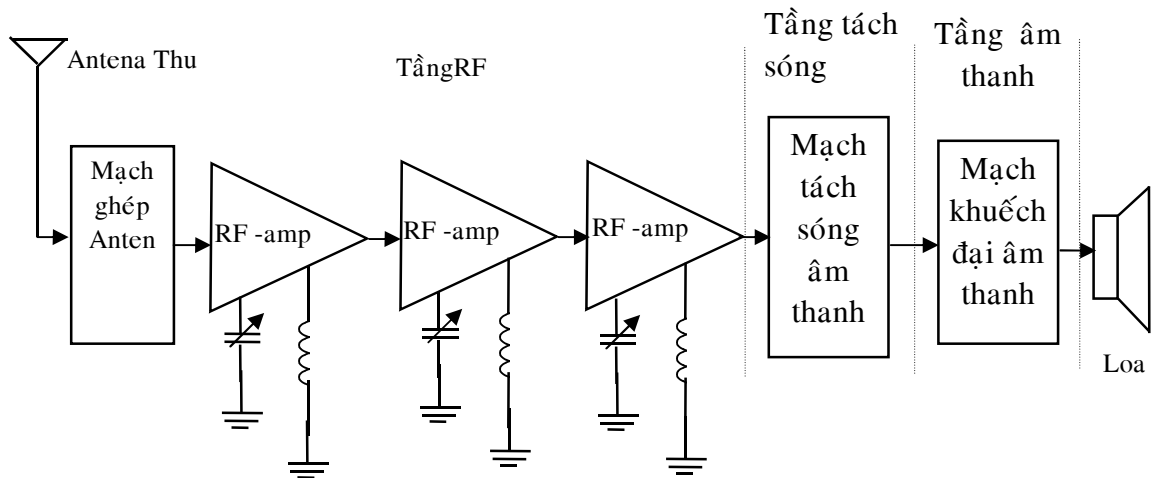 Antena Thu
TầngRF
Tầng tách
sóng
Tầng âm
thanh
Mạch
ghép
Anten
RF -amp
RF -amp
RF -amp
Mạch
tách
sóng
âm
thanh
Mạch
khuếch
đại âm
thanh
Loa